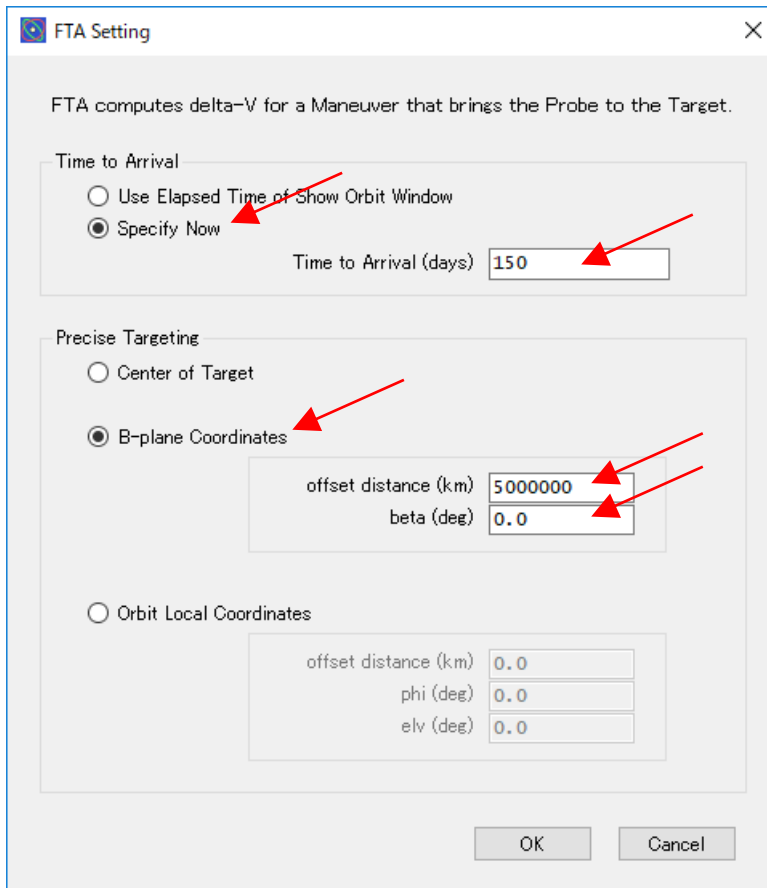 FTA Setting
FTA computes delta-V for a Maneuver that brings the Probe to the Target.
Time to Arrival
Use Elapsed Time of Show Orbit Window
Specify Now
Time to Arrival (days) 150
Precise Targeting
Center of Target
B-plane Coordinates
offset distance (km) 5000000
beta (deg) 0.0
Orbit Local Coordinates
offset distance (km) 0.0
phi (deg) 0.0
elv (deg) 0.0
OK Cancel